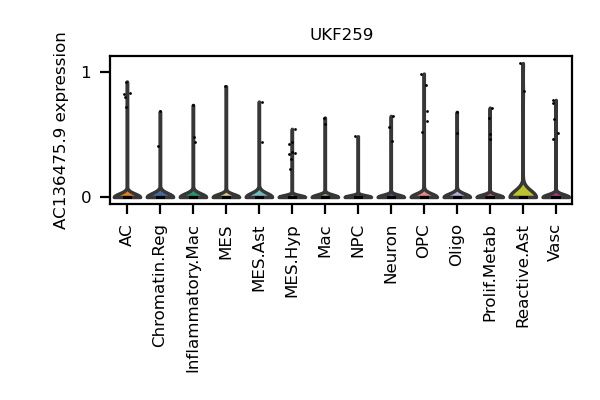 UKF259
AC136475.9 expression
1
0
AC
Chromatin.Reg
Inflammatory.Mac
MES
MES.Ast
MES.Hyp
Mac
NPC
Neuron
OPC
Oligo
Prolif.Metab
Reactive.Ast
Vasc